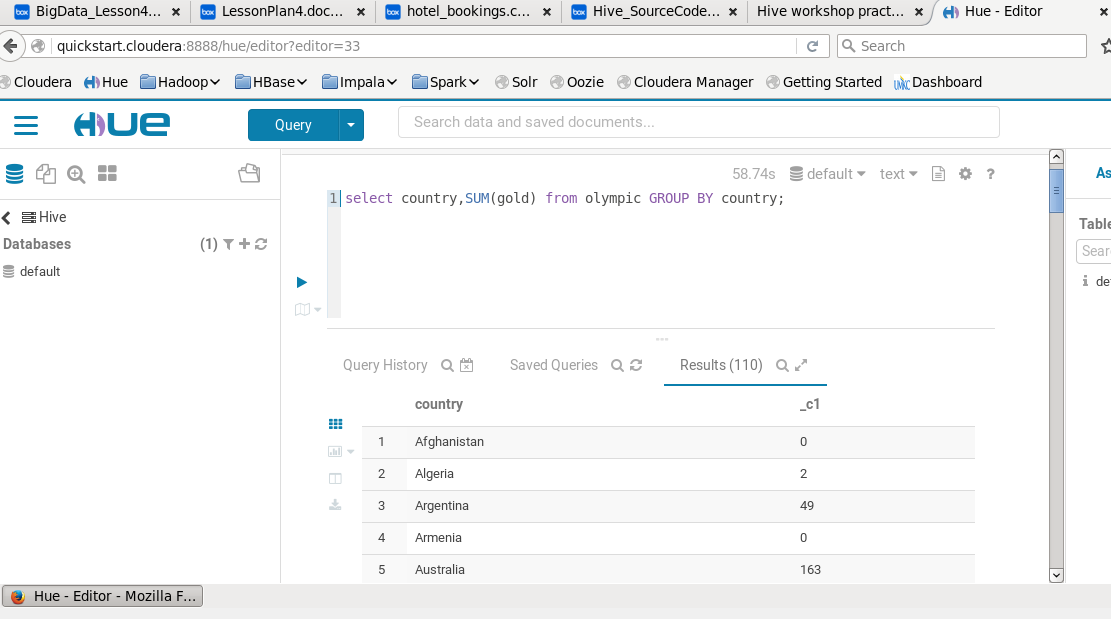 BigData_Lesson4... LessonPlan4.doc... hotel_bookings.c... Hive_SourceCode... Hive workshop pract... Hue - Editor
quickstart.cloudera:8888/hue/editor?editor=33 Search
Cloudera Hue Hadoop HBase Impala Spark Solr Oozie Cloudera Manager Getting Started UMKC Dashboard
HUE Query Search data and saved documents...
58.74s default text ? As
1 select country,SUM(gold) from olympic GROUP BY country;
Hive Table
Databases (1) Sear
default i de
Query History Saved Queries Results (110)
country _c1
1 Afghanistan 0
2 Algeria 2
3 Argentina 49
4 Armenia 0
5 Australia 163
Hue - Editor - Mozilla F...